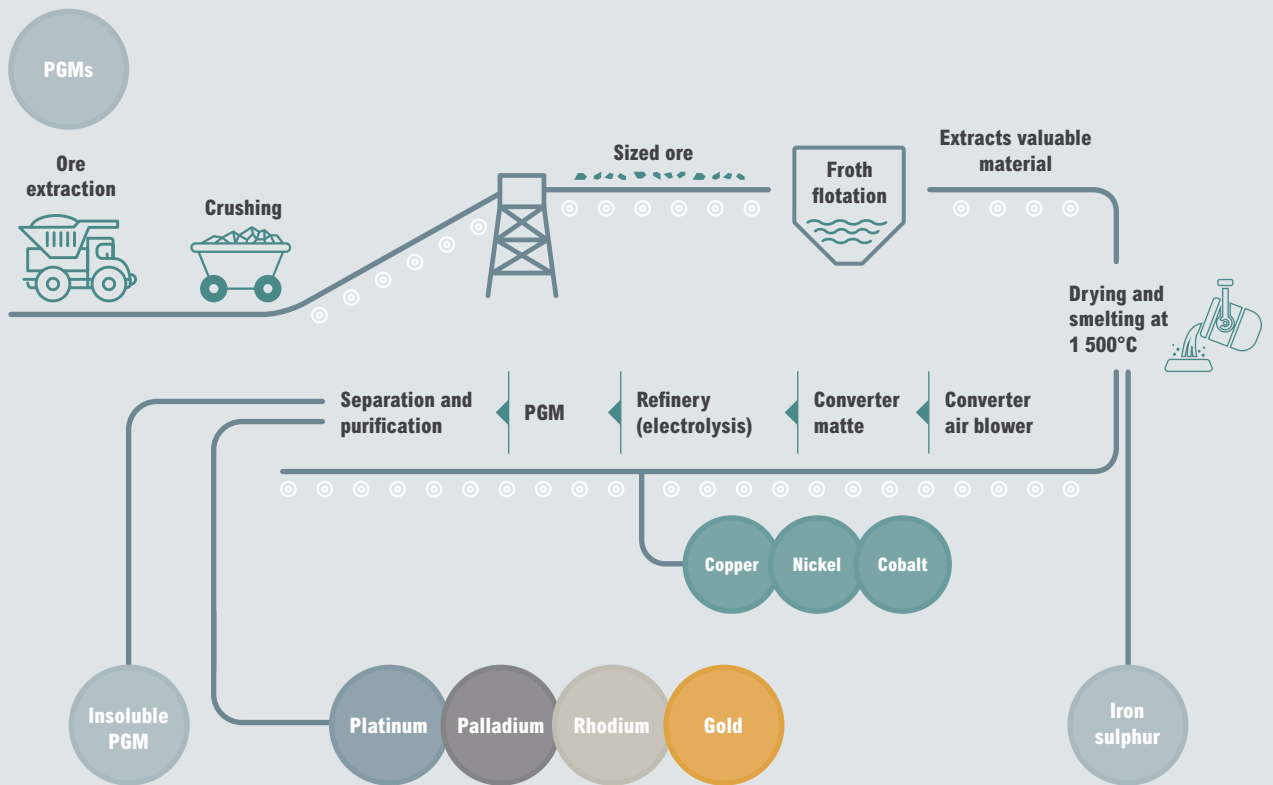 PGMs
Ore
extraction
Crushing
Sized ore
Froth
flotation
Extracts valuable
material
Drying and
smelting at
1 500°C
Separation and
purification
PGM
Refinery
(electrolysis)
Converter
matte
Converter
air blower
Copper
Nickel
Cobalt
Insoluble
PGM
Platinum
Palladium
Rhodium
Gold
Iron
sulphur